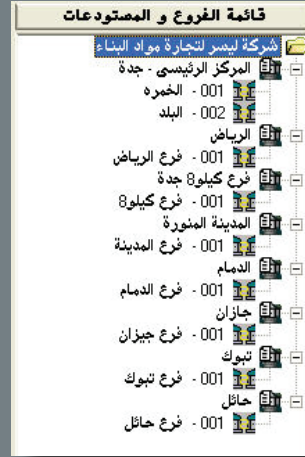 قائمة الفروع و المستودعات
شركة ليسر لتجارة مواد البناء
المركز الرئيسى - جدة
001 - الخمره
002 - البلد
الرياض
001 - فرع الرياض
فرع كيلو8 جدة
001 - فرع كيلو8
المدينة المنورة
001 - فرع المدينة
الدمام
001 - فرع الدمام
جازان
001 - فرع جيزان
تبوك
001 - فرع تبوك
حائل
001 - فرع حائل